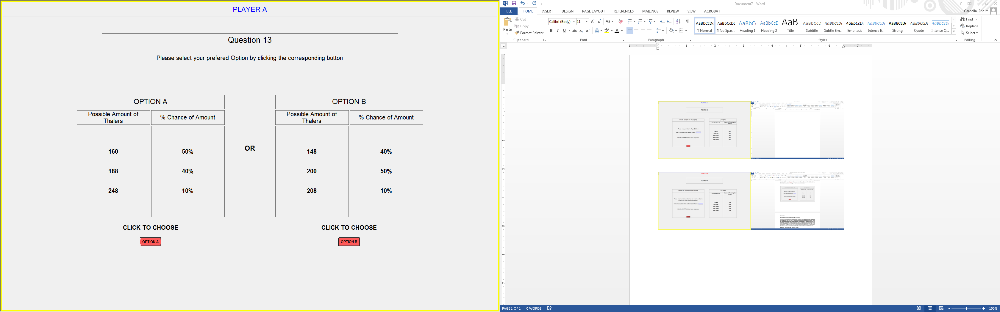 PLAYER A
Question 13
Please select your prefered Option by clicking the corresponding button
OPTION A
Possible Amount of Thalers
% Chance of Amount
160 50%
188 40%
248 10%
CLICK TO CHOOSE
OPTION A
OR
OPTION B
Possible Amount of Thalers
% Chance of Amount
148 40%
200 50%
208 10%
CLICK TO CHOOSE
OPTION B
Document7 - Word
FILE HOME INSERT DESIGN PAGE LAYOUT REFERENCES MAILINGS REVIEW VIEW ACROBAT
Cardella, Eric
Paste
Cut
Copy
Format Painter
Clipboard
Calibri (Body) 11
Font
Paragraph
AaBbCcDc ¶ Normal
AaBbCcDc ¶ No Spac...
AaBbCc Heading 1
AaBbCcE Heading 2
AaBl Title
AaBbCcD Subtitle
AaBbCcDc Subtle Em...
AaBbCcDc Emphasis
AaBbCcDc Intense E...
AaBbCcDc Strong
AaBbCcDc Quote
AaBbCcDc Intense Q...
Styles
Find
Replace
Select
Editing
PLAYER A
ROUND 4
YOUR OFFER TO PLAYER B
LOTTERY
PLAYER B
ROUND 4
MINIMUM ACCEPTABLE OFFER
LOTTERY
PAGE 1 OF 1 0 WORDS
100%